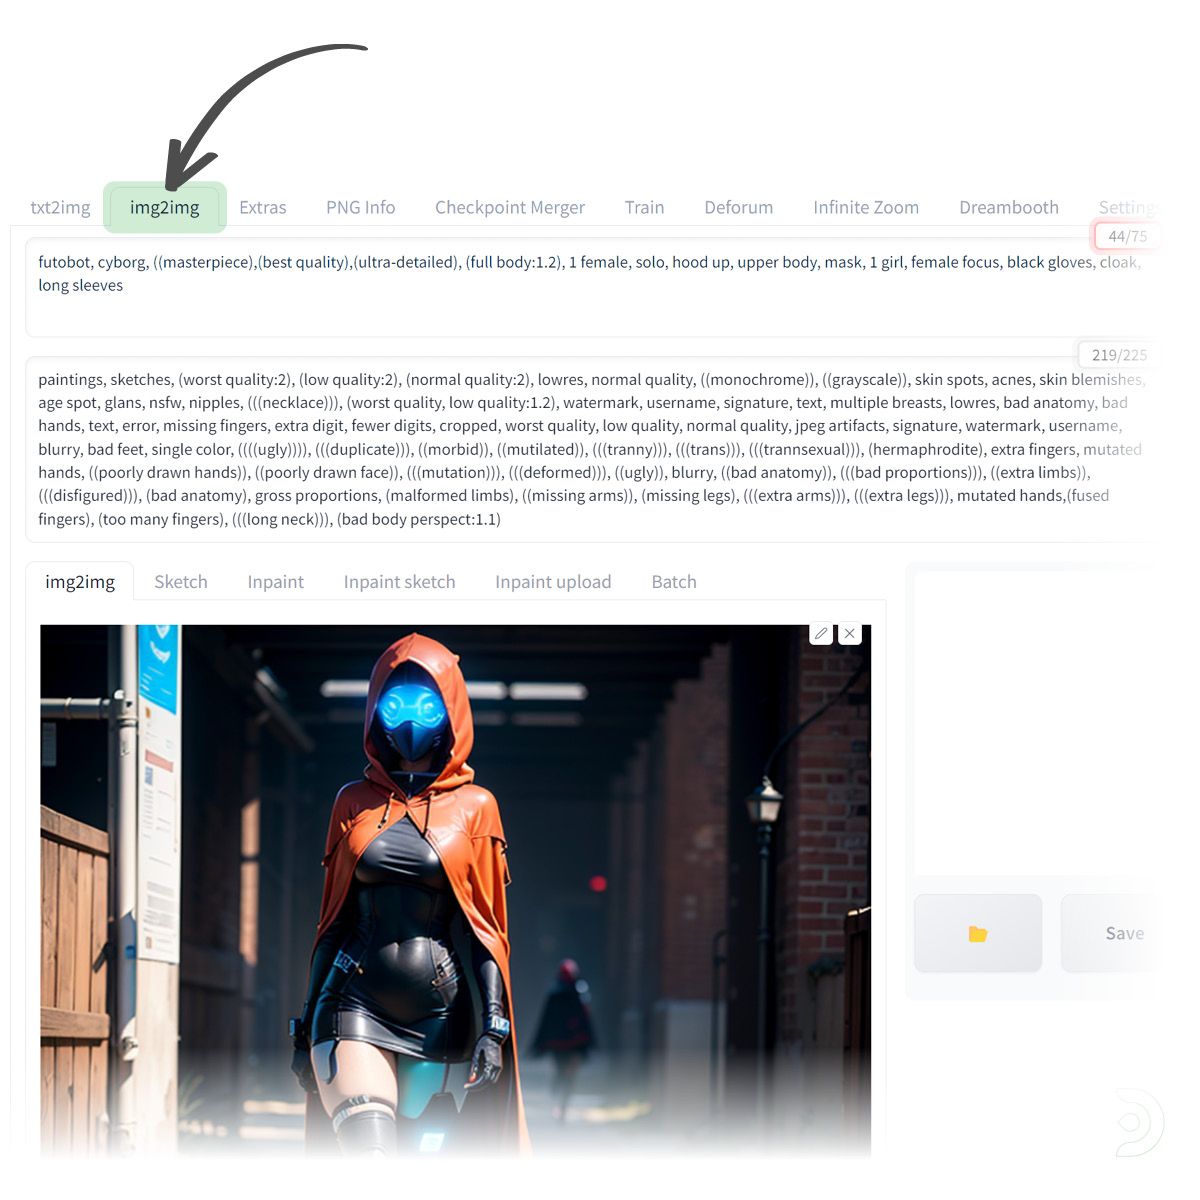 txt2img img2img Extras PNG Info Checkpoint Merger Train Deforum Infinite Zoom Dreambooth Settings
44/75
futobot, cyborg, ((masterpiece),(best quality),(ultra-detailed), (full body:1.2), 1 female, solo, hood up, upper body, mask, 1 girl, female focus, black gloves, cloak,
long sleeves
219/225
paintings, sketches, (worst quality:2), (low quality:2), (normal quality:2), lowres, normal quality, ((monochrome)), ((grayscale)), skin spots, acnes, skin blemishes,
age spot, glans, nsfw, nipples, (((necklace))), (worst quality, low quality:1.2), watermark, username, signature, text, multiple breasts, lowres, bad anatomy, bad
hands, text, error, missing fingers, extra digit, fewer digits, cropped, worst quality, low quality, normal quality, jpeg artifacts, signature, watermark, username,
blurry, bad feet, single color, ((((ugly)))), (((duplicate))), ((morbid)), ((mutilated)), (((tranny))), (((trans))), (((trannsexual))), (hermaphrodite), extra fingers, mutated
hands, ((poorly drawn hands)), ((poorly drawn face)), (((mutation))), (((deformed))), ((ugly)), blurry, ((bad anatomy)), (((bad proportions))), ((extra limbs)),
(((disfigured))), (bad anatomy), gross proportions, (malformed limbs), ((missing arms)), (missing legs), (((extra arms))), (((extra legs))), mutated hands,(fused
fingers), (too many fingers), (((long neck))), (bad body perspect:1.1)
img2img Sketch Inpaint Inpaint sketch Inpaint upload Batch
Save